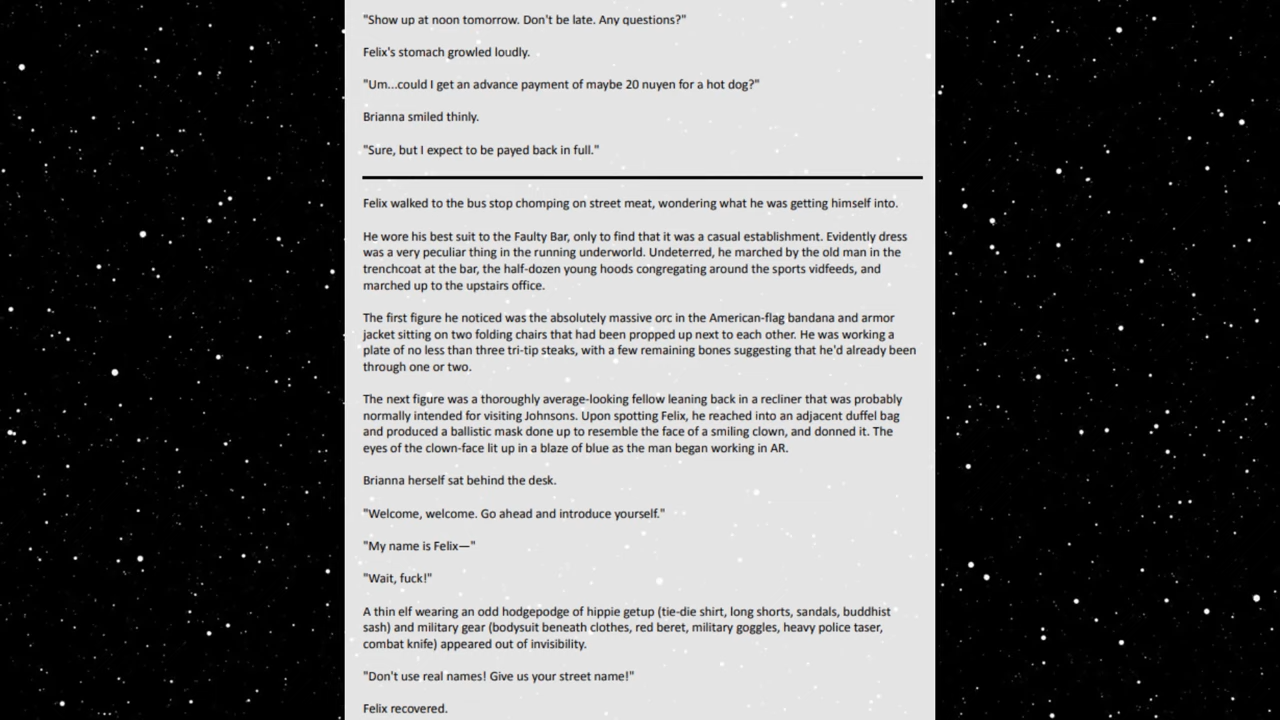 "Show up at noon tomorrow. Don't be late. Any questions?"
Felix's stomach growled loudly.
"Um...could I get an advance payment of maybe 20 nuyen for a hot dog?"
Brianna smiled thinly.
"Sure, but I expect to be payed back in full."
Felix walked to the bus stop chomping on street meat, wondering what he was getting himself into.
He wore his best suit to the Faulty Bar, only to find that it was a casual establishment. Evidently dress
was a very peculiar thing in the running underworld. Undeterred, he marched by the old man in the
trenchcoat at the bar, the half-dozen young hoods congregating around the sports vidfeeds, and
marched up to the upstairs office.
The first figure he noticed was the absolutely massive orc in the American-flag bandana and armor
jacket sitting on two folding chairs that had been propped up next to each other. He was working a
plate of no less than three tri-tip steaks, with a few remaining bones suggesting that he'd already been
through one or two.
The next figure was a thoroughly average-looking fellow leaning back in a recliner that was probably
normally intended for visiting Johnsons. Upon spotting Felix, he reached into an adjacent duffel bag
and produced a ballistic mask done up to resemble the face of a smiling clown, and donned it. The
eyes of the clown-face lit up in a blaze of blue as the man began working in AR.
Brianna herself sat behind the desk.
"Welcome, welcome. Go ahead and introduce yourself."
"My name is Felix—"
"Wait, fuck!"
A thin elf wearing an odd hodgepodge of hippie getup (tie-die shirt, long shorts, sandals, buddhist
sash) and military gear (bodysuit beneath clothes, red beret, military goggles, heavy police taser,
combat knife) appeared out of invisibility.
"Don't use real names! Give us your street name!"
Felix recovered.